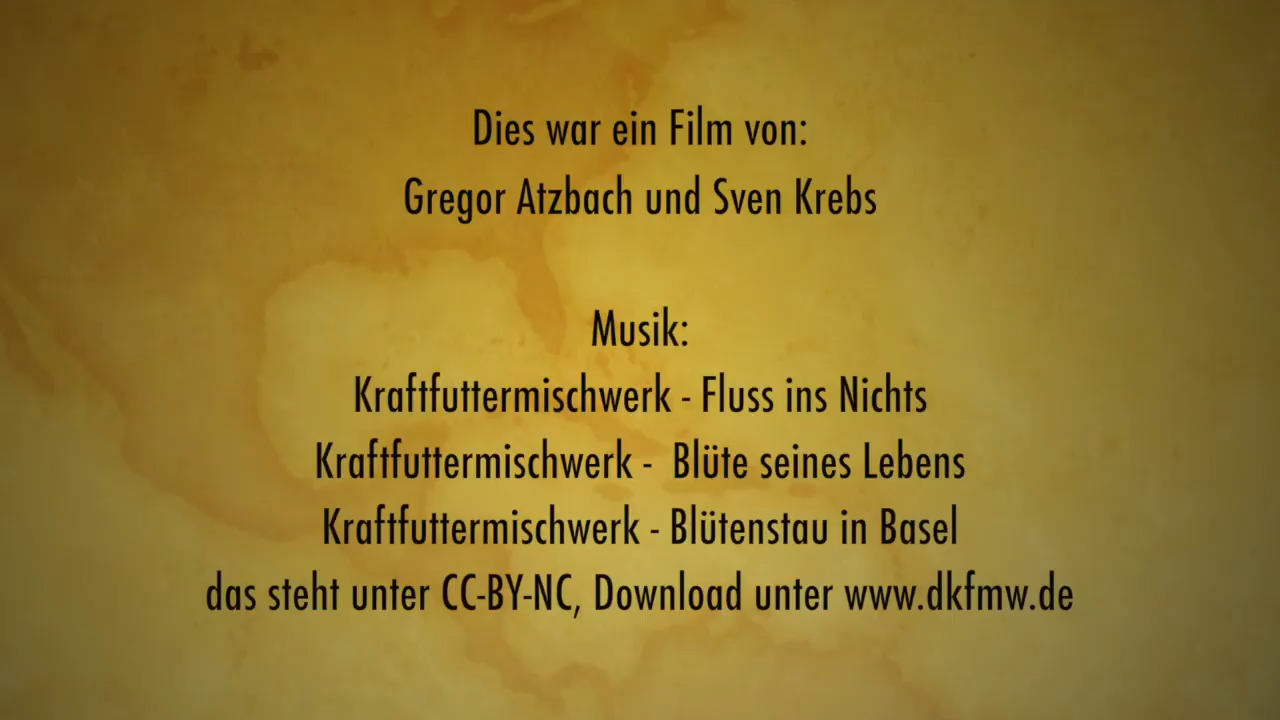 Dies war ein Film von:
Gregor Atzbach und Sven Krebs
Musik:
Kraftfuttermischwerk - Fluss ins Nichts
Kraftfuttermischwerk - Blüte seines Lebens
Kraftfuttermischwerk - Blütenstau in Basel
das steht unter CC-BY-NC, Download unter www.dkfmw.de